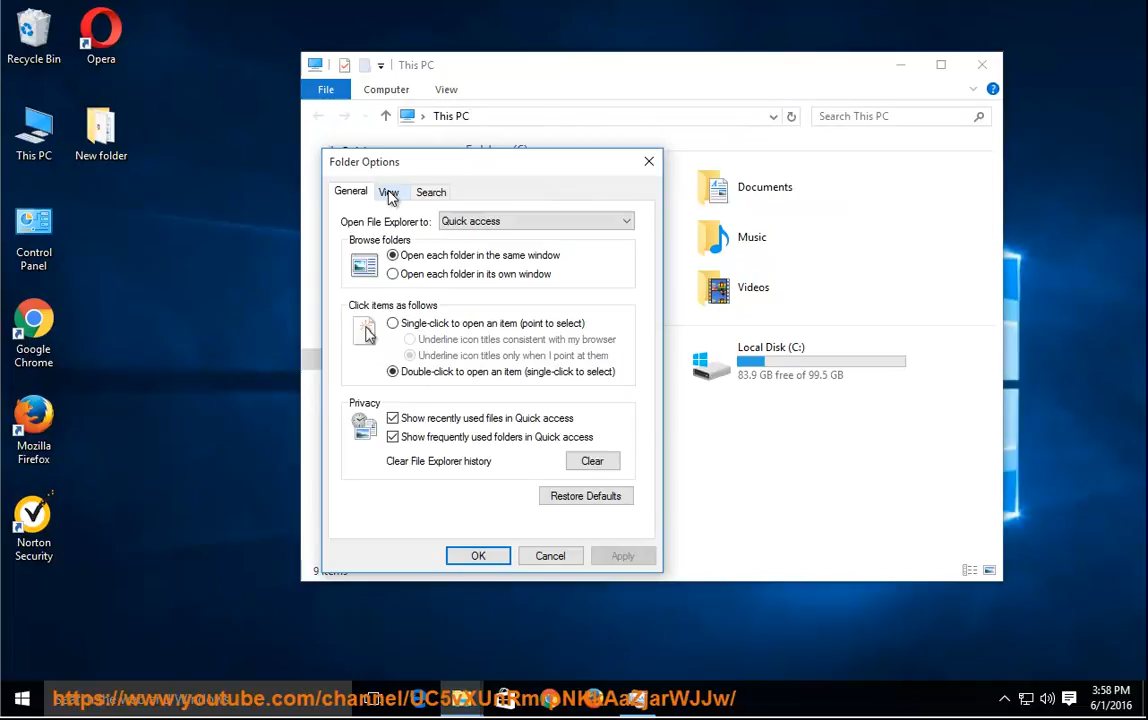 Recycle Bin
Opera
This PC
New folder
Control
Panel
Google
Chrome
Mozilla
Firefox
Norton
Security
This PC
File
Computer
View
This PC
Search This PC
Folder Options
General
View
Search
Open File Explorer to:
Quick access
Browse folders
Open each folder in the same window
Open each folder in its own window
Click items as follows
Single-click to open an item (point to select)
Underline icon titles consistent with my browser
Underline icon titles only when I point at them
Double-click to open an item (single-click to select)
Privacy
Show recently used files in Quick access
Show frequently used folders in Quick access
Clear File Explorer history
Clear
Restore Defaults
OK
Cancel
Apply
Documents
Music
Videos
Local Disk (C:)
83.9 GB free of 99.5 GB
9 items
3:58 PM
6/1/2016